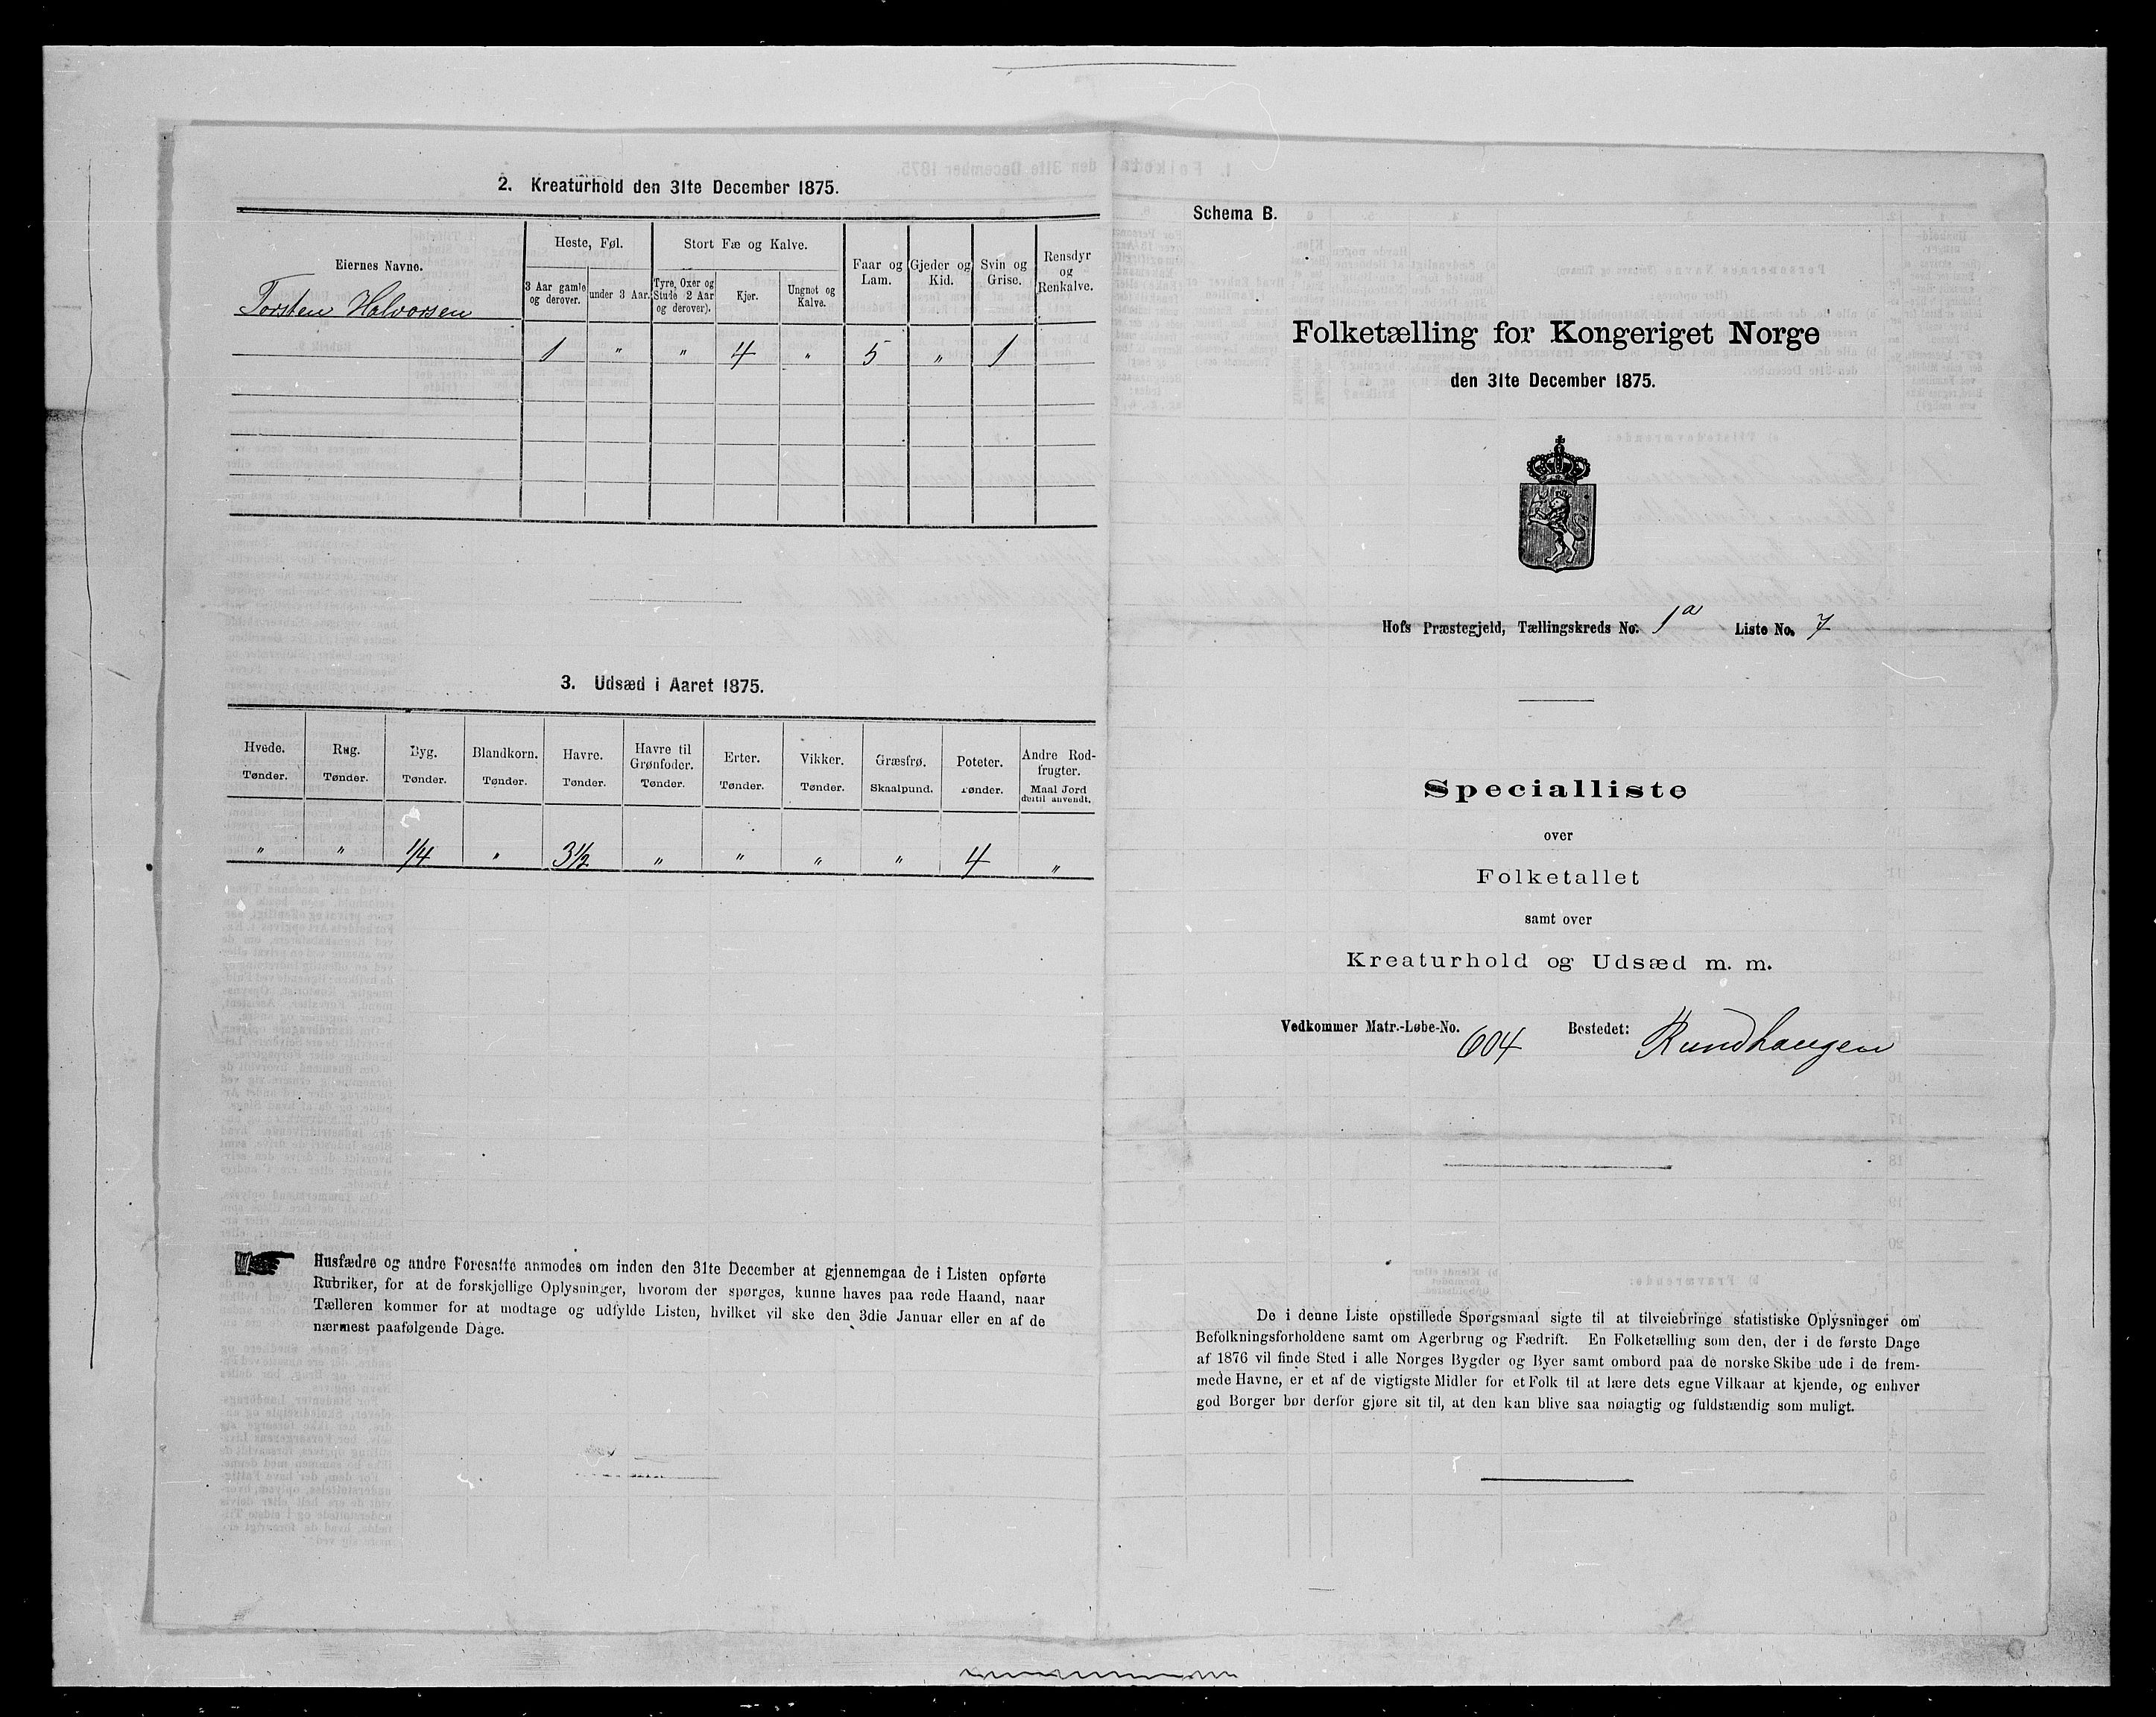 2. Kreaturhold den 31te December 1875.
Eiernes Navne.
Heste, Føl.
Stort Fæ og Kalve.
Faar og Lam.
Gjeder og Kid.
Svin og Grise.
Rensdyr og Renkalve.
3 Aar gamle og derover.
under 3 Aar.
Tyre, Oxer og Stude (2 Aar og derover).
Kjør.
Ungnøt og Kalve.
Torsten Halvorsen
1 " " 4 " 5 " 1
3. Udsæd i Aaret 1875.
Hvede. Rug. Byg. Blandkorn. Havre. Havre til Grønfoder. Erter. Vikker. Græsfrø. Poteter. Andre Rodfrugter.
Tønder. Tønder. Tønder. Tønder. Tønder. Tønder. Tønder. Tønder. Skaalpund. Tønder. Maal Jord dertil anvendt.
" " 1/4 " 3 1/2 " " " " 4 "
Husfædre og andre Foresatte anmodes om inden den 31te December at gjennemgaa de i Listen opførte
Rubriker, for at de forskjellige Oplysninger, hvorom der spørges, kunne haves paa rede Haand, naar
Tælleren kommer for at modtage og udfylde Listen, hvilket vil ske den 3die Januar eller en af de
nærmest paafølgende Dage.
Schema B.
Folketælling for Kongeriget Norge
den 31te December 1875.
Hofs Præstegjeld, Tællingskreds No. 1a Liste No. 7
Specialliste
over
Folketallet
samt over
Kreaturhold og Udsæd m. m.
Vedkommer Matr.-Løbe-No. 604 Bostedet: Rundhaugen
De i denne Liste opstillede Spørgsmaal sigte til at tilveiebringe statistiske Oplysninger om
Befolkningsforholdene samt om Agerbrug og Fædrift. En Folketælling som den, der i de første Dage
af 1876 vil finde Sted i alle Norges Bygder og Byer samt ombord paa de norske Skibe ude i de frem-
mede Havne, er et af de vigtigste Midler for et Folk til at lære dets egne Vilkaar at kjende, og enhver
god Borger bør derfor gjøre sit til, at den kan blive saa nøiagtig og fuldstændig som muligt.